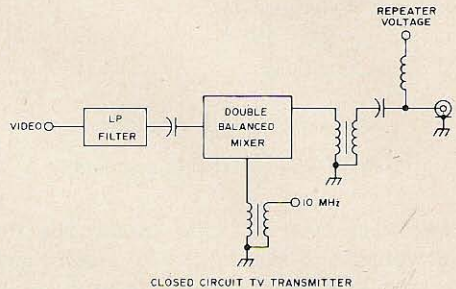 REPEATER
VOLTAGE
VIDEO
LP
FILTER
DOUBLE
BALANCED
MIXER
10 MHz
CLOSED CIRCUIT TV TRANSMITTER